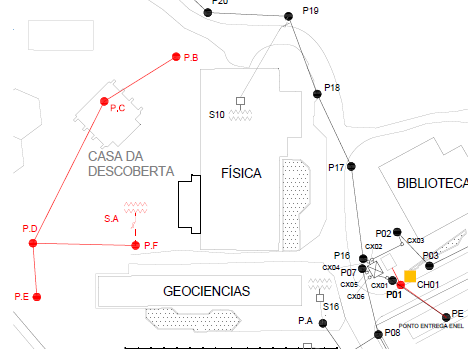 P20
P19
P.B
P18
P.C
S10
CASA DA
DESCOBERTA
P17
FÍSICA
BIBLIOTECA
S.A
P.D
P.F
P02
CX02
CX03
P16
P03
CX04
P07
CX05
CX01
CH01
CX06
P01
P.E
GEOCIENCIAS
S16
P.A
PE
PONTO ENTREGA ENEL
P08